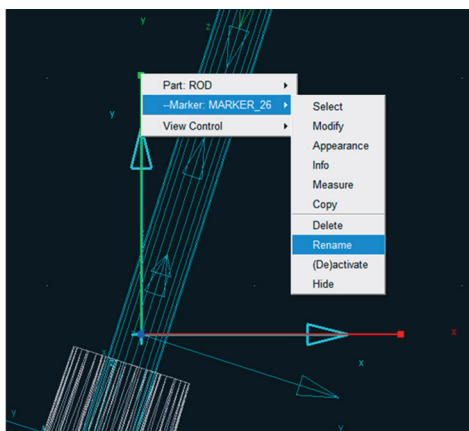 y
z
Part: ROD
--Marker: MARKER_26
View Control
Select
Modify
Appearance
Info
Measure
Copy
Delete
Rename
(De)activate
Hide
y
x
x
y
y